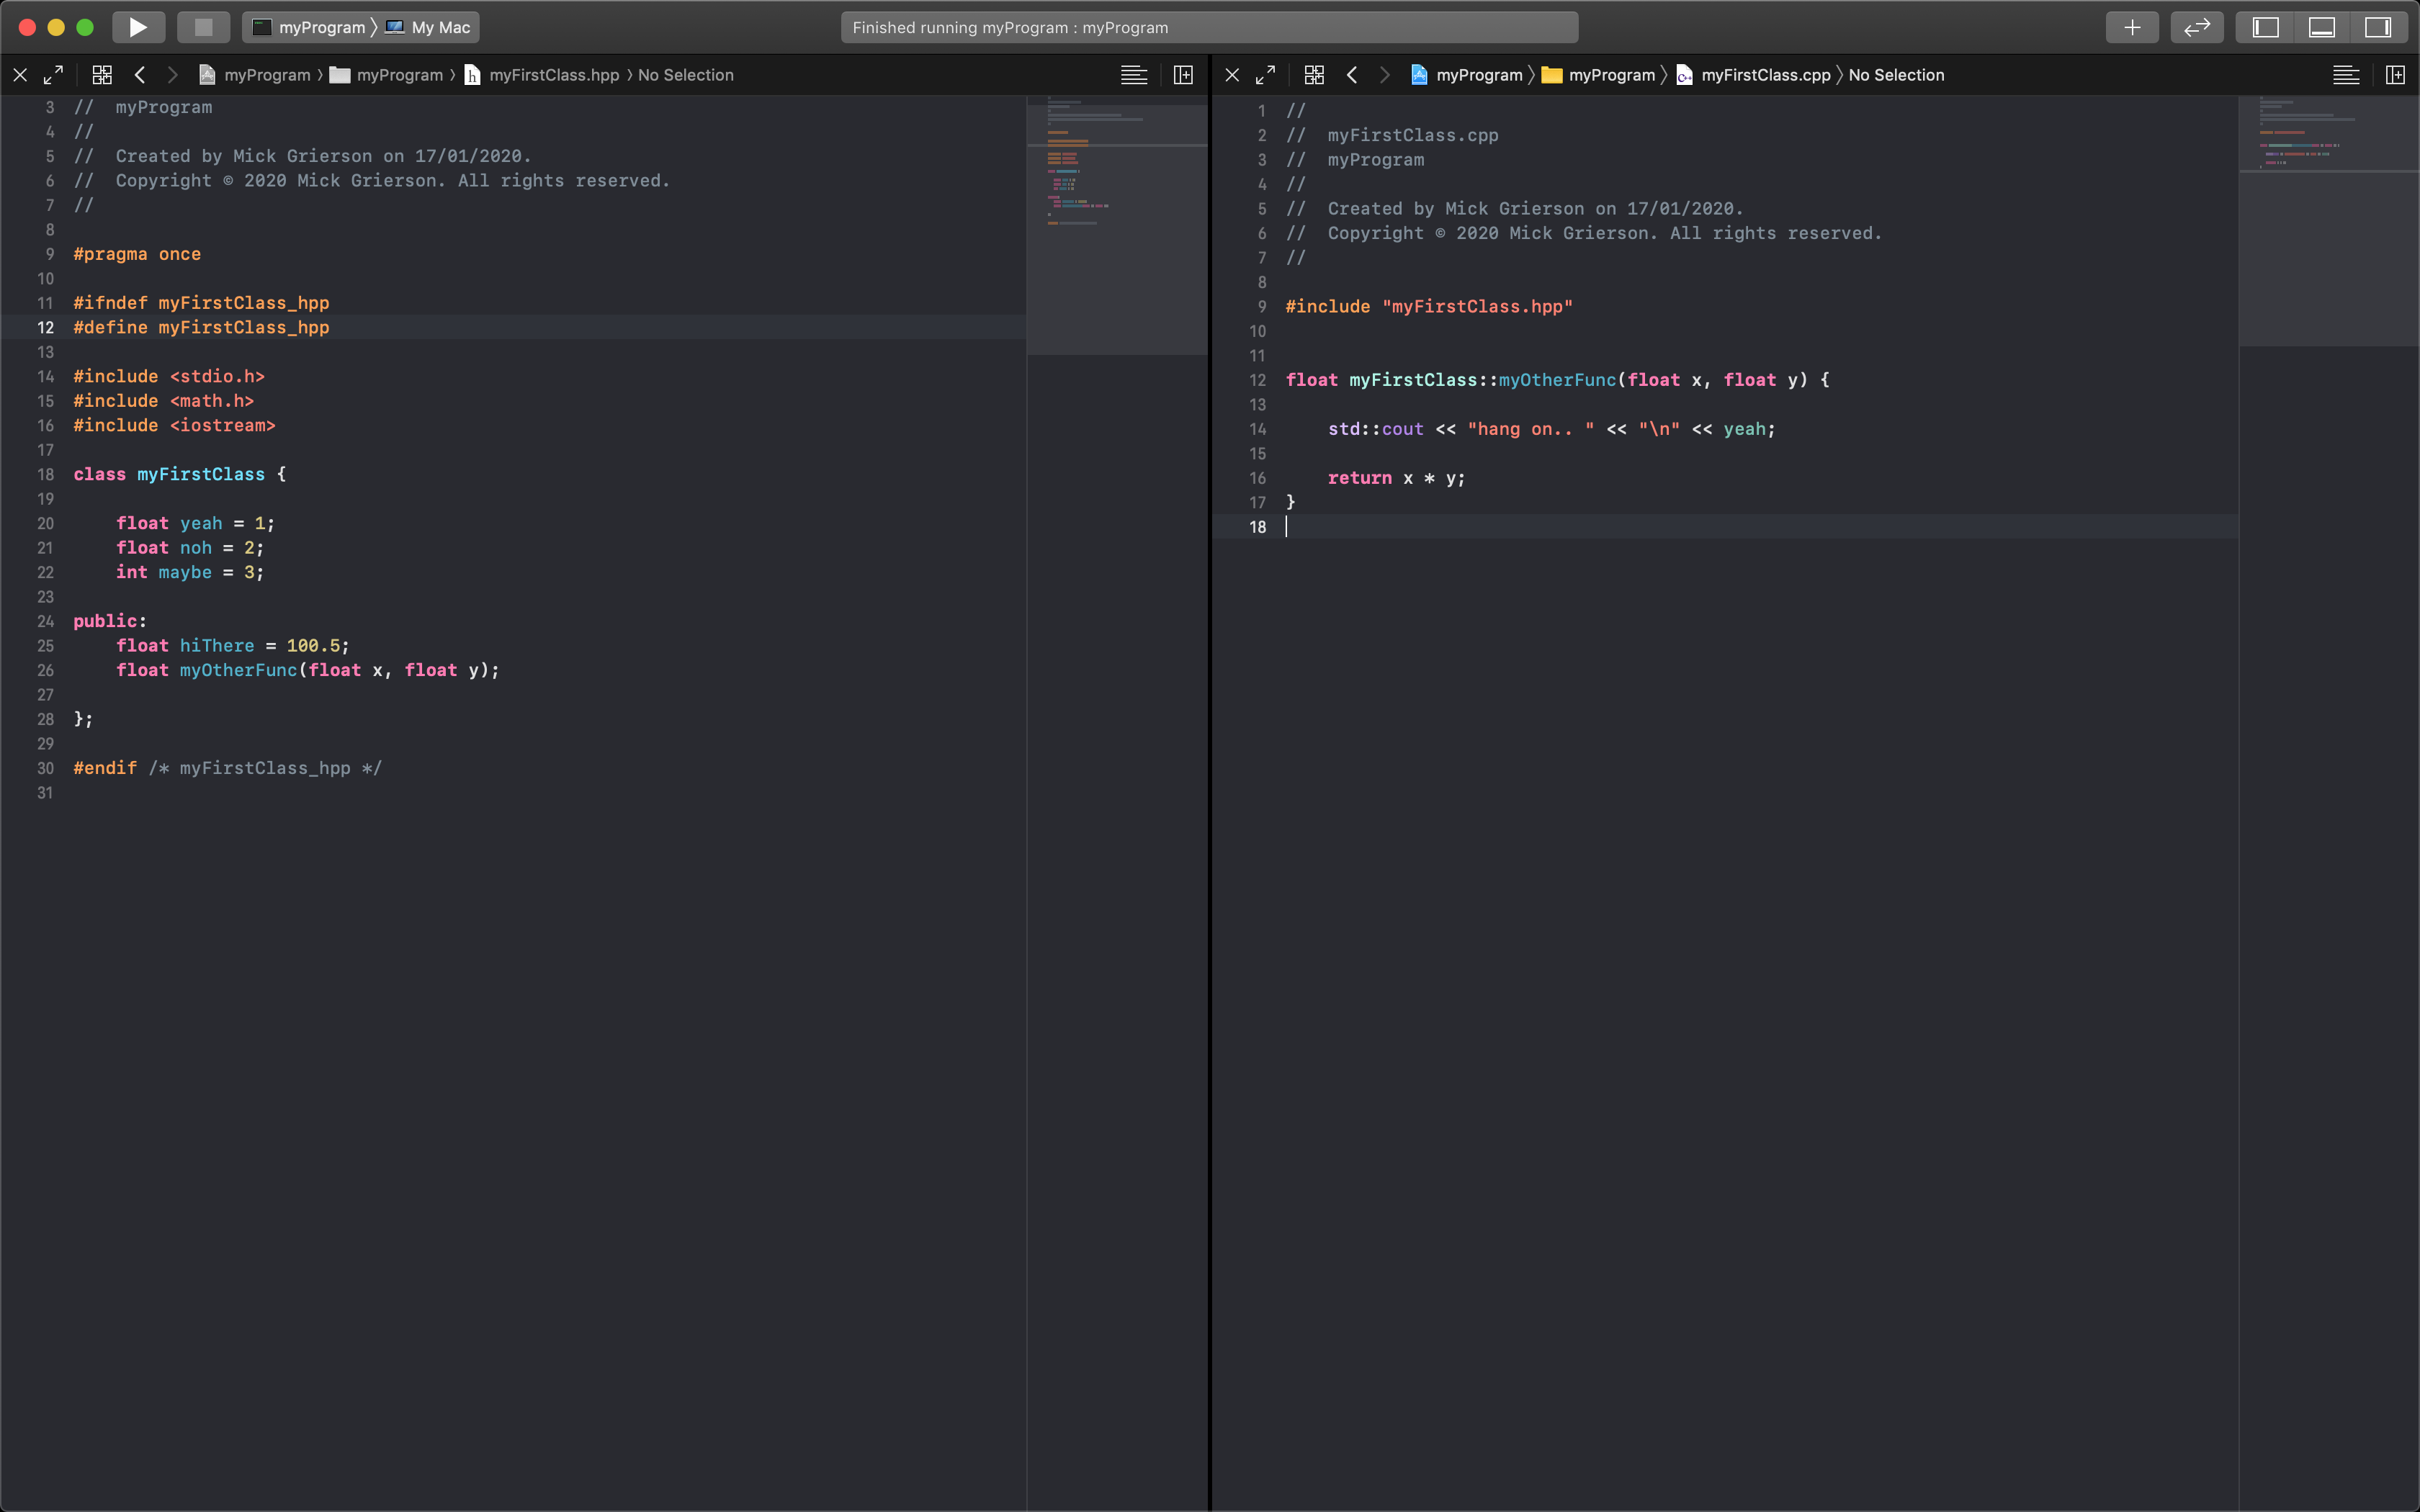 myProgram 〉 My Mac
Finished running myProgram : myProgram
myProgram 〉 myProgram 〉 h myFirstClass.hpp 〉 No Selection
3 //  myProgram
4 //
5 //  Created by Mick Grierson on 17/01/2020.
6 //  Copyright © 2020 Mick Grierson. All rights reserved.
7 //
8
9 #pragma once
10
11 #ifndef myFirstClass_hpp
12 #define myFirstClass_hpp
13
14 #include <stdio.h>
15 #include <math.h>
16 #include <iostream>
17
18 class myFirstClass {
19
20     float yeah = 1;
21     float noh = 2;
22     int maybe = 3;
23
24 public:
25     float hiThere = 100.5;
26     float myOtherFunc(float x, float y);
27
28 };
29
30 #endif /* myFirstClass_hpp */
31
myProgram 〉 myProgram 〉 C++ myFirstClass.cpp 〉 No Selection
1 //
2 //  myFirstClass.cpp
3 //  myProgram
4 //
5 //  Created by Mick Grierson on 17/01/2020.
6 //  Copyright © 2020 Mick Grierson. All rights reserved.
7 //
8
9 #include "myFirstClass.hpp"
10
11
12 float myFirstClass::myOtherFunc(float x, float y) {
13
14     std::cout << "hang on.. " << "\n" << yeah;
15
16     return x * y;
17 }
18